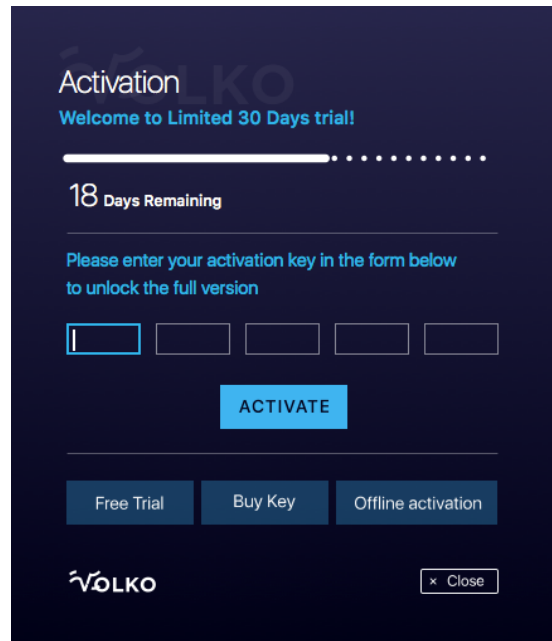 VOLKO
Activation
Welcome to Limited 30 Days trial!
18 Days Remaining
Please enter your activation key in the form below
to unlock the full version
ACTIVATE
Free Trial Buy Key Offline activation
VOLKO × Close